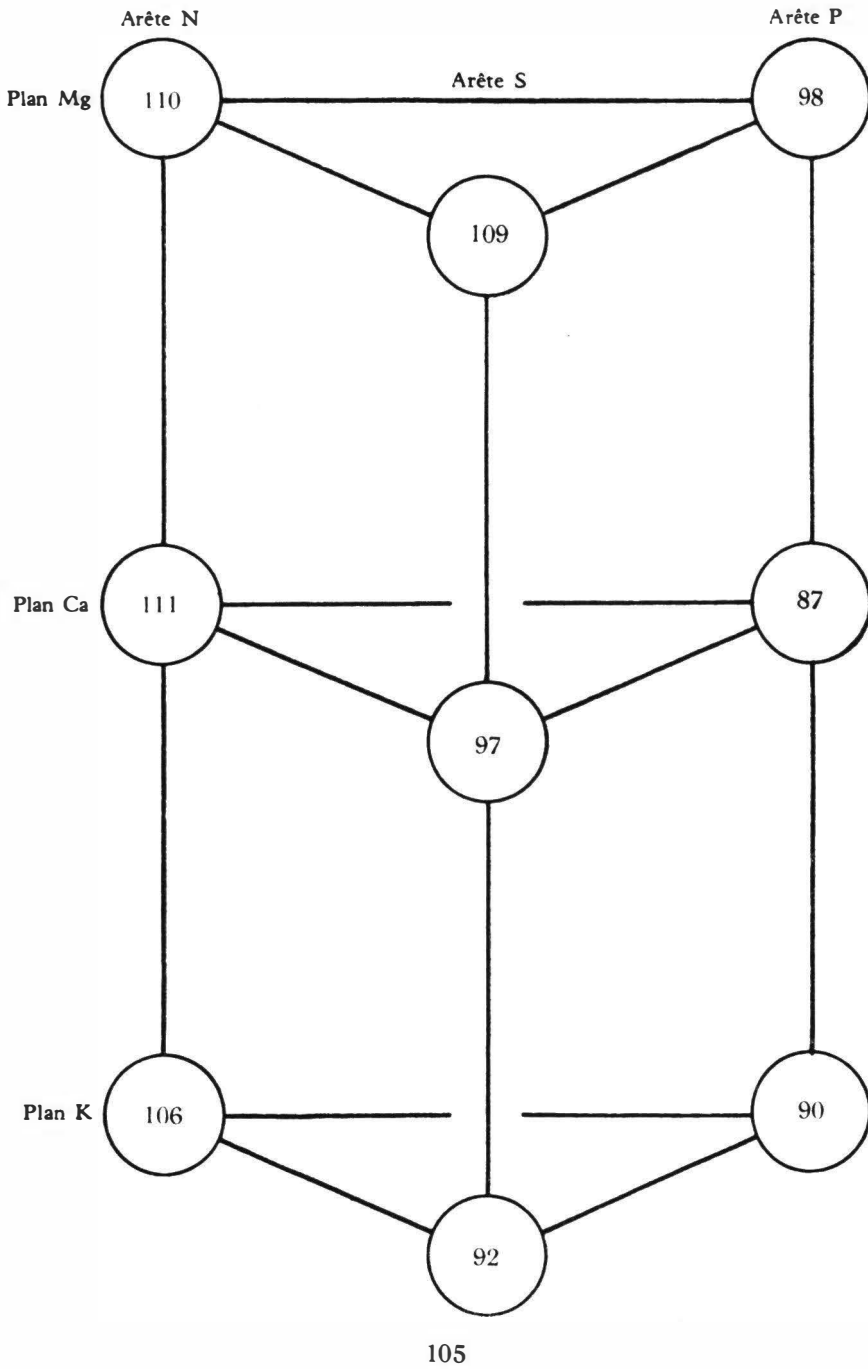 Arête N Arête P
Plan Mg 110 Arête S 98
109
Plan Ca 111 87
97
Plan K 106 90
92
105